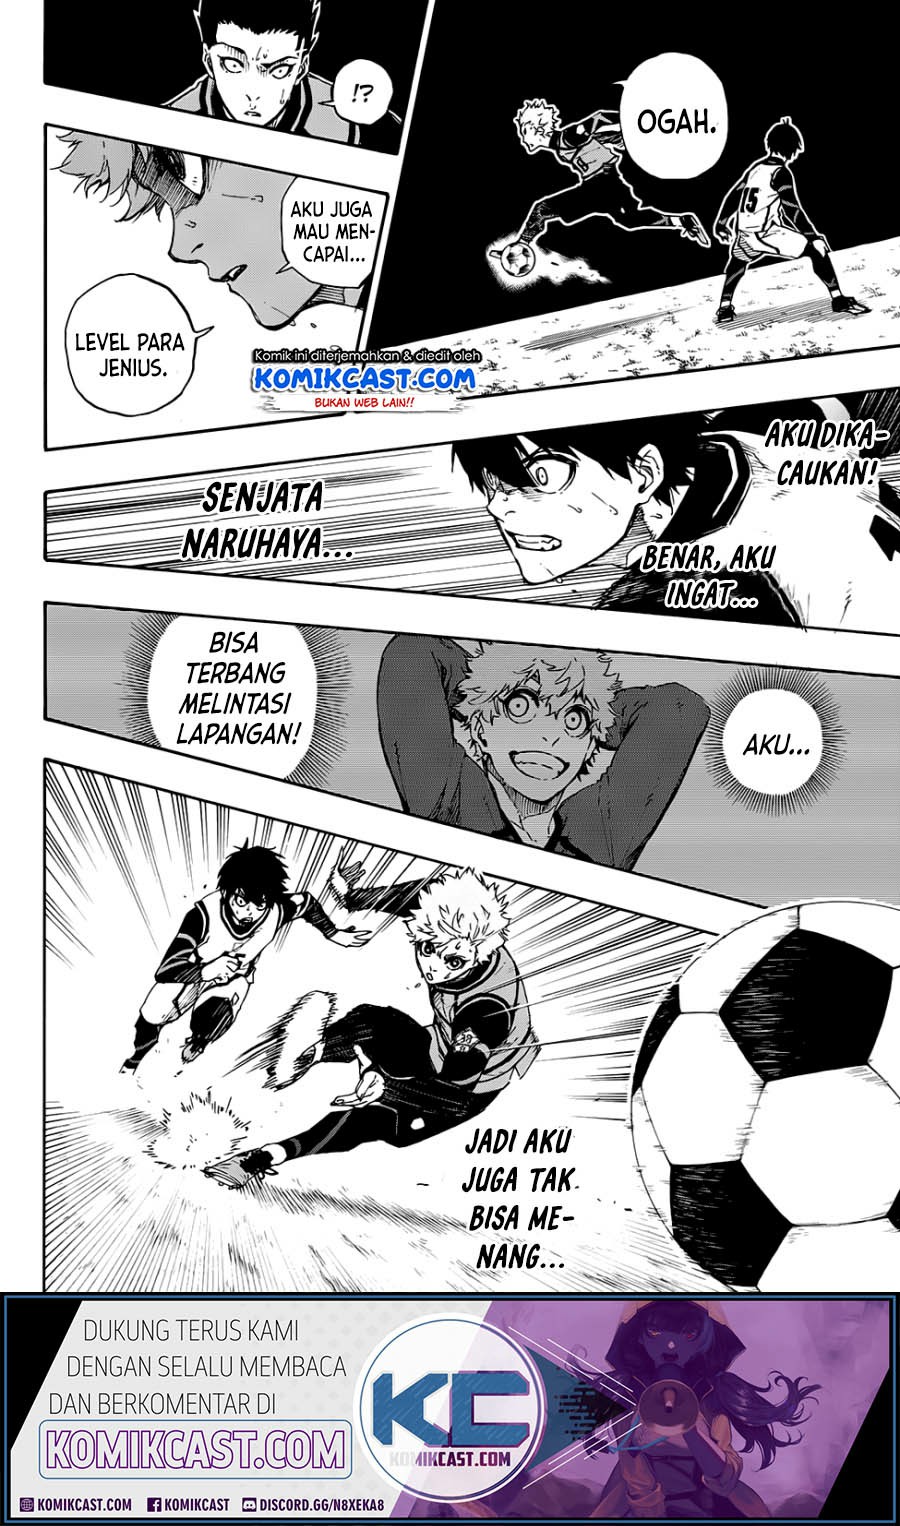 OGAH.
15
!?
AKU JUGA
MAU MEN-
CAPAI...
LEVEL PARA
JENIUS.
Komik ini diterjemahkan & diedit oleh
KOMIKCAST.COM
BUKAN WEB LAIN!!
AKU DIKA-
CAUKAN!
BENAR, AKU
INGAT...
SENJATA
NARUHAYA...
AKU...
BISA
TERBANG
MELINTASI
LAPANGAN!
JADI AKU
JUGA TAK
BISA ME-
NANG...
DUKUNG TERUS KAMI
DENGAN SELALU MEMBACA
DAN BERKOMENTAR DI
KOMIKCAST.COM
KOMIKCAST.COM
KOMIKCAST
DISCORD.GG/N8XEKA8
KC
KOMIKCAST.COM